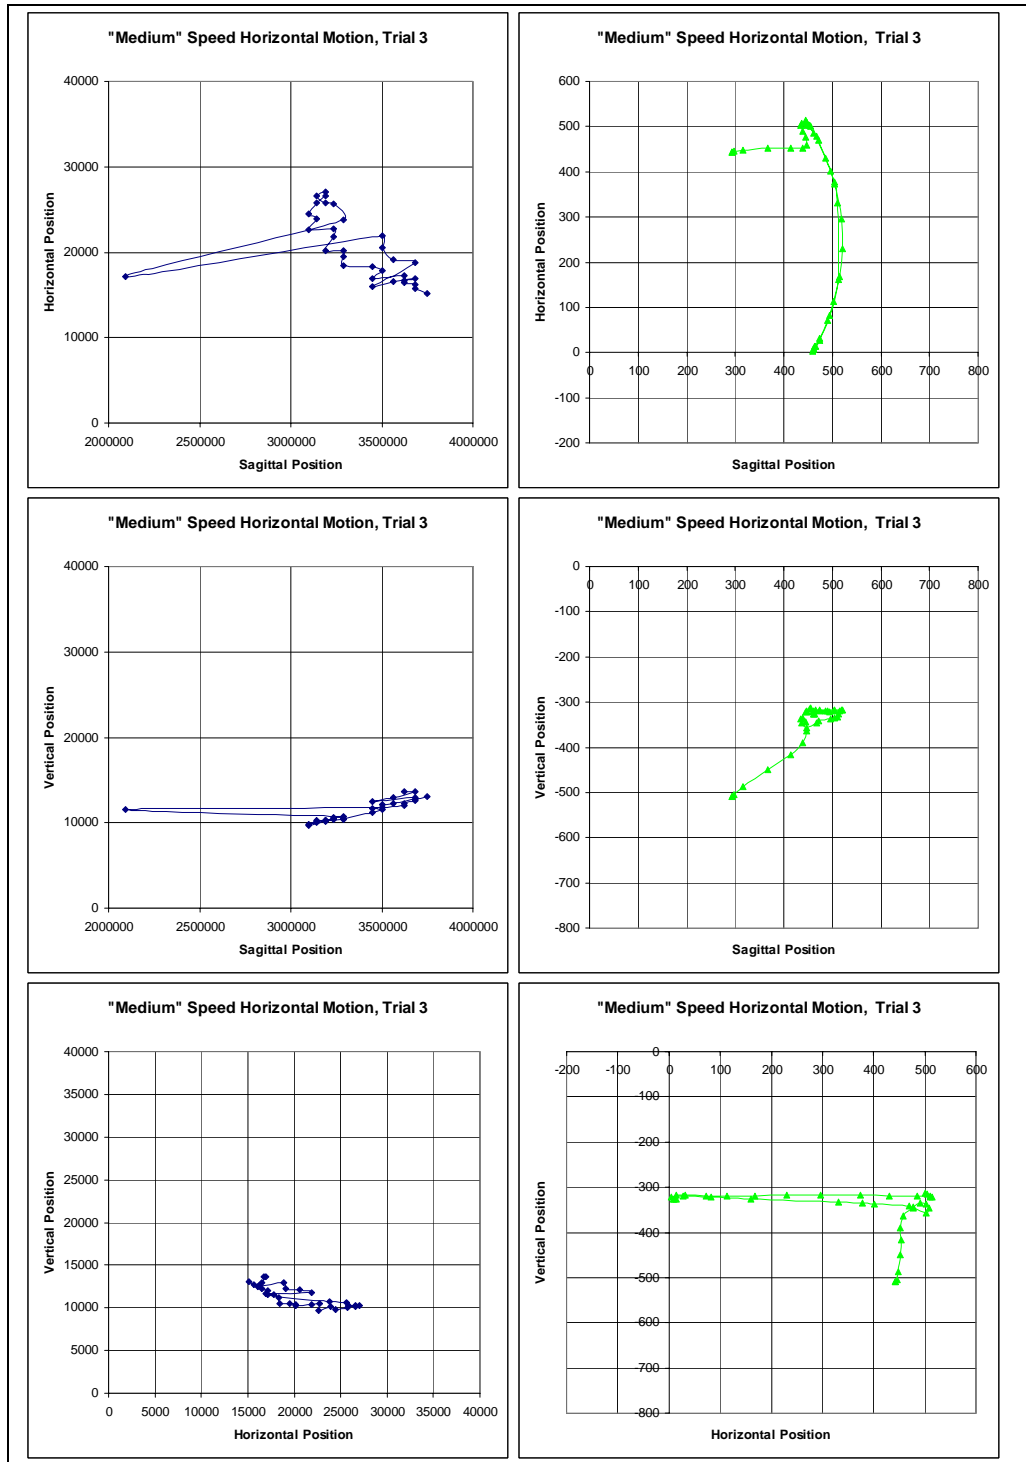 "Medium" Speed Horizontal Motion, Trial 3
40000
30000
20000
10000
0
2000000 2500000 3000000 3500000 4000000
Horizontal Position
Sagittal Position
"Medium" Speed Horizontal Motion,  Trial 3
600
500
400
300
200
100
0
-100
-200
0 100 200 300 400 500 600 700 800
Horizontal Position
Sagittal Position
"Medium" Speed Horizontal Motion, Trial 3
40000
30000
20000
10000
0
2000000 2500000 3000000 3500000 4000000
Vertical Position
Sagittal Position
"Medium" Speed Horizontal Motion,  Trial 3
0
-100
-200
-300
-400
-500
-600
-700
-800
0 100 200 300 400 500 600 700 800
Vertical Position
Sagittal Position
"Medium" Speed Horizontal Motion, Trial 3
40000
35000
30000
25000
20000
15000
10000
5000
0
0 5000 10000 15000 20000 25000 30000 35000 40000
Vertical Position
Horizontal Position
"Medium" Speed Horizontal Motion,  Trial 3
0
-100
-200
-300
-400
-500
-600
-700
-800
-200 -100 0 100 200 300 400 500 600
Vertical Position
Horizontal Position